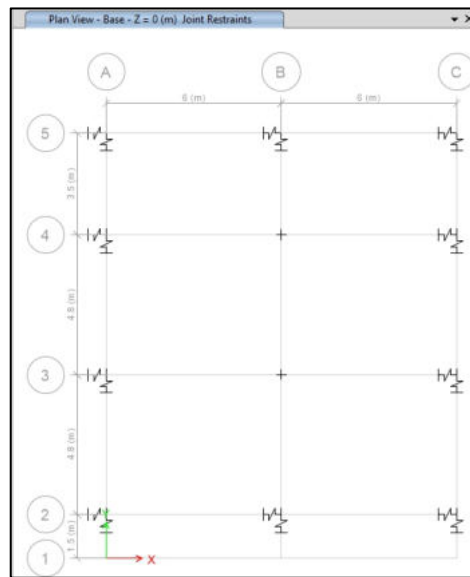 Plan View - Base - Z = 0 (m) Joint Restraints
A
B
C
6 (m)
6 (m)
5
3.5 (m)
4
4.8 (m)
3
4.8 (m)
2
1.5 (m)
1
Y
X